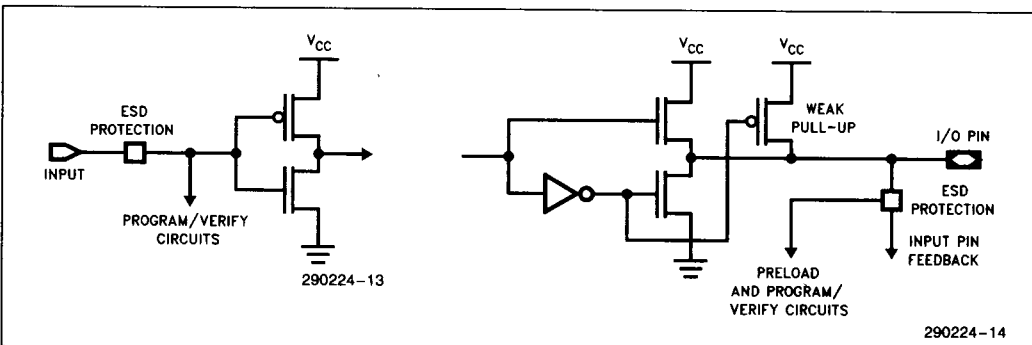 V_CC
ESD
PROTECTION
INPUT
PROGRAM/VERIFY
CIRCUITS
290224-13
V_CC
V_CC
WEAK
PULL-UP
I/O PIN
ESD
PROTECTION
INPUT PIN
FEEDBACK
PRELOAD
AND PROGRAM/
VERIFY CIRCUITS
290224-14